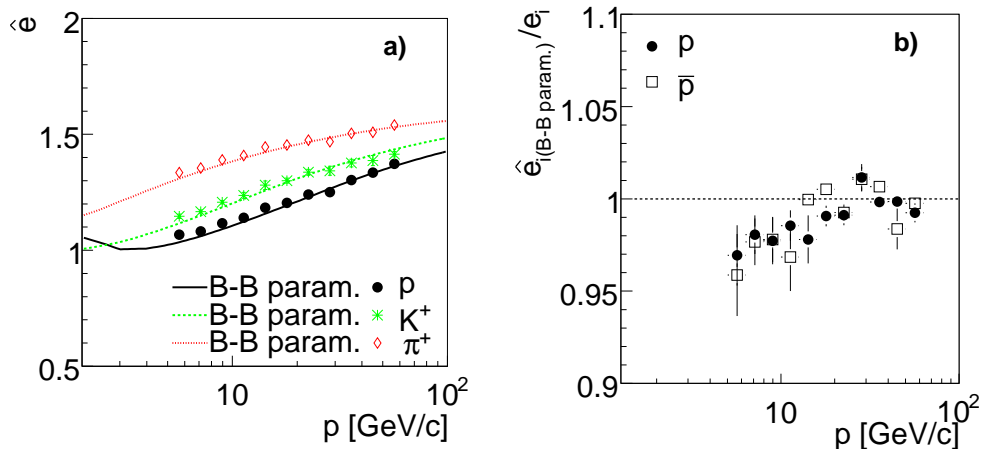 ê
2
1.5
1
0.5
a)
B-B param. p
B-B param. K⁺
B-B param. π⁺
10
10²
p [GeV/c]
ê_i(B-B param.)/e_i
1.1
1.05
1
0.95
0.9
b)
p
p̅
10
10²
p [GeV/c]